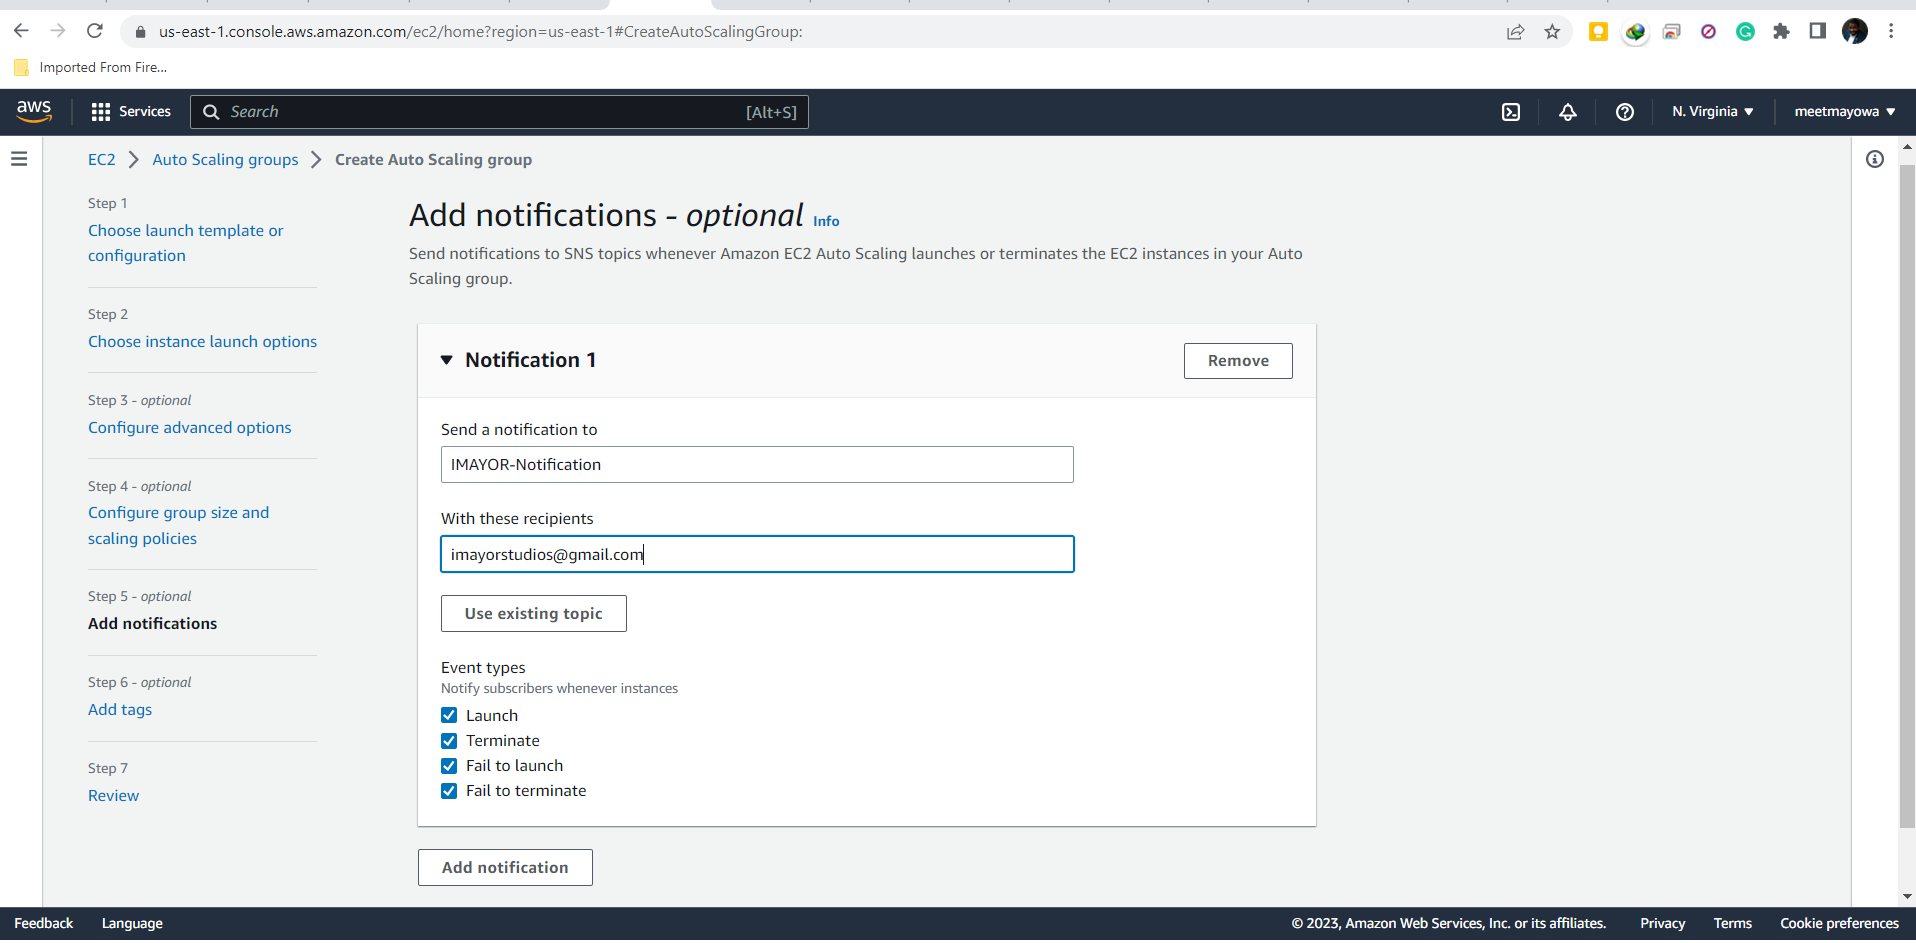 us-east-1.console.aws.amazon.com/ec2/home?region=us-east-1#CreateAutoScalingGroup:
Imported From Fire...
aws
Services
Search
[Alt+S]
N. Virginia
meetmayowa
EC2
Auto Scaling groups
Create Auto Scaling group
Step 1
Choose launch template or
configuration
Step 2
Choose instance launch options
Step 3 - optional
Configure advanced options
Step 4 - optional
Configure group size and
scaling policies
Step 5 - optional
Add notifications
Step 6 - optional
Add tags
Step 7
Review
Add notifications - optional Info
Send notifications to SNS topics whenever Amazon EC2 Auto Scaling launches or terminates the EC2 instances in your Auto
Scaling group.
Notification 1
Remove
Send a notification to
IMAYOR-Notification
With these recipients
imayorstudios@gmail.com
Use existing topic
Event types
Notify subscribers whenever instances
Launch
Terminate
Fail to launch
Fail to terminate
Add notification
Feedback
Language
© 2023, Amazon Web Services, Inc. or its affiliates.
Privacy
Terms
Cookie preferences